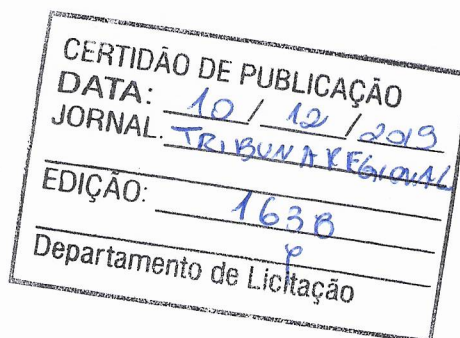 CERTIDÃO DE PUBLICAÇÃO
DATA: 10 / 12 / 2019
JORNAL: TRIBUNA REGIONAL
EDIÇÃO: 1638
Departamento de Licitação